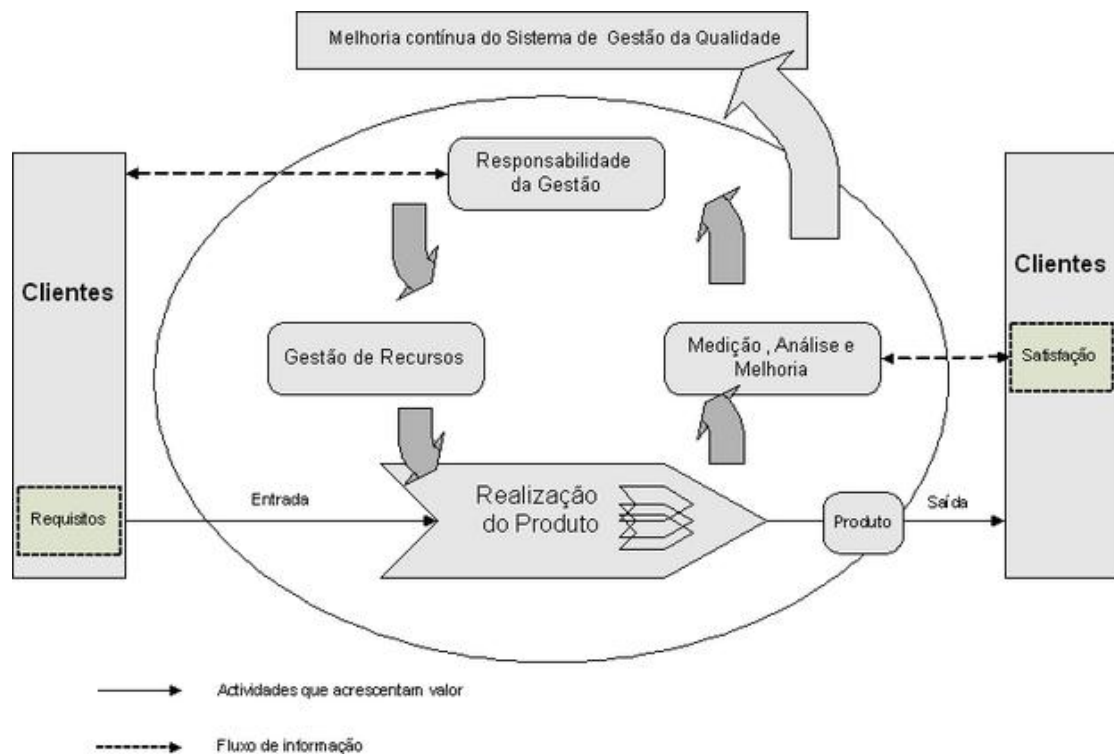 Melhoria contínua do Sistema de Gestão da Qualidade
Responsabilidade
da Gestão
Clientes
Clientes
Gestão de Recursos
Medição , Análise e
Melhoria
Satisfação
Requisitos
Entrada
Realização
do Produto
Produto
Saída
Actividades que acrescentam valor
Fluxo de informação